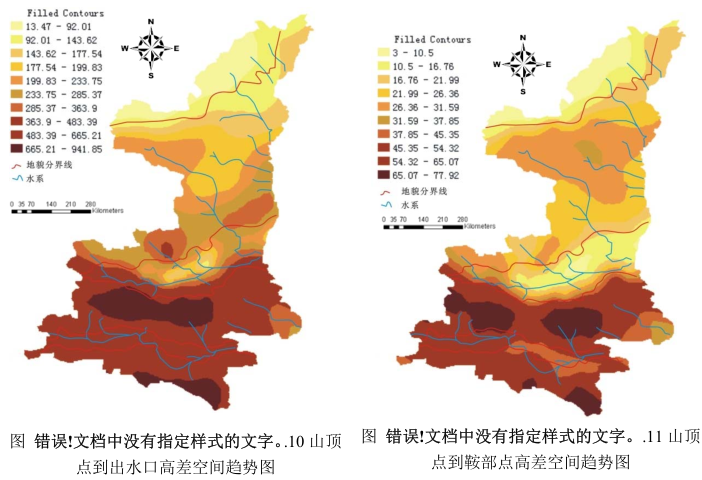 Filled Contours
13.47 - 92.01
92.01 - 143.62
143.62 - 177.54
177.54 - 199.83
199.83 - 233.75
233.75 - 285.37
285.37 - 363.9
363.9 - 483.39
483.39 - 665.21
665.21 - 941.85
地貌分界线
水系
0 35 70 140 210 280
Kilometers
N
W E
S
图 错误!文档中没有指定样式的文字。.10 山顶
点到出水口高差空间趋势图
Filled Contours
3 - 10.5
10.5 - 16.76
16.76 - 21.99
21.99 - 26.36
26.36 - 31.59
31.59 - 37.85
37.85 - 45.35
45.35 - 54.32
54.32 - 65.07
65.07 - 77.92
地貌分界线
水系
0 35 70 140 210 280
Kilometers
N
W E
S
图 错误!文档中没有指定样式的文字。.11 山顶
点到鞍部点高差空间趋势图